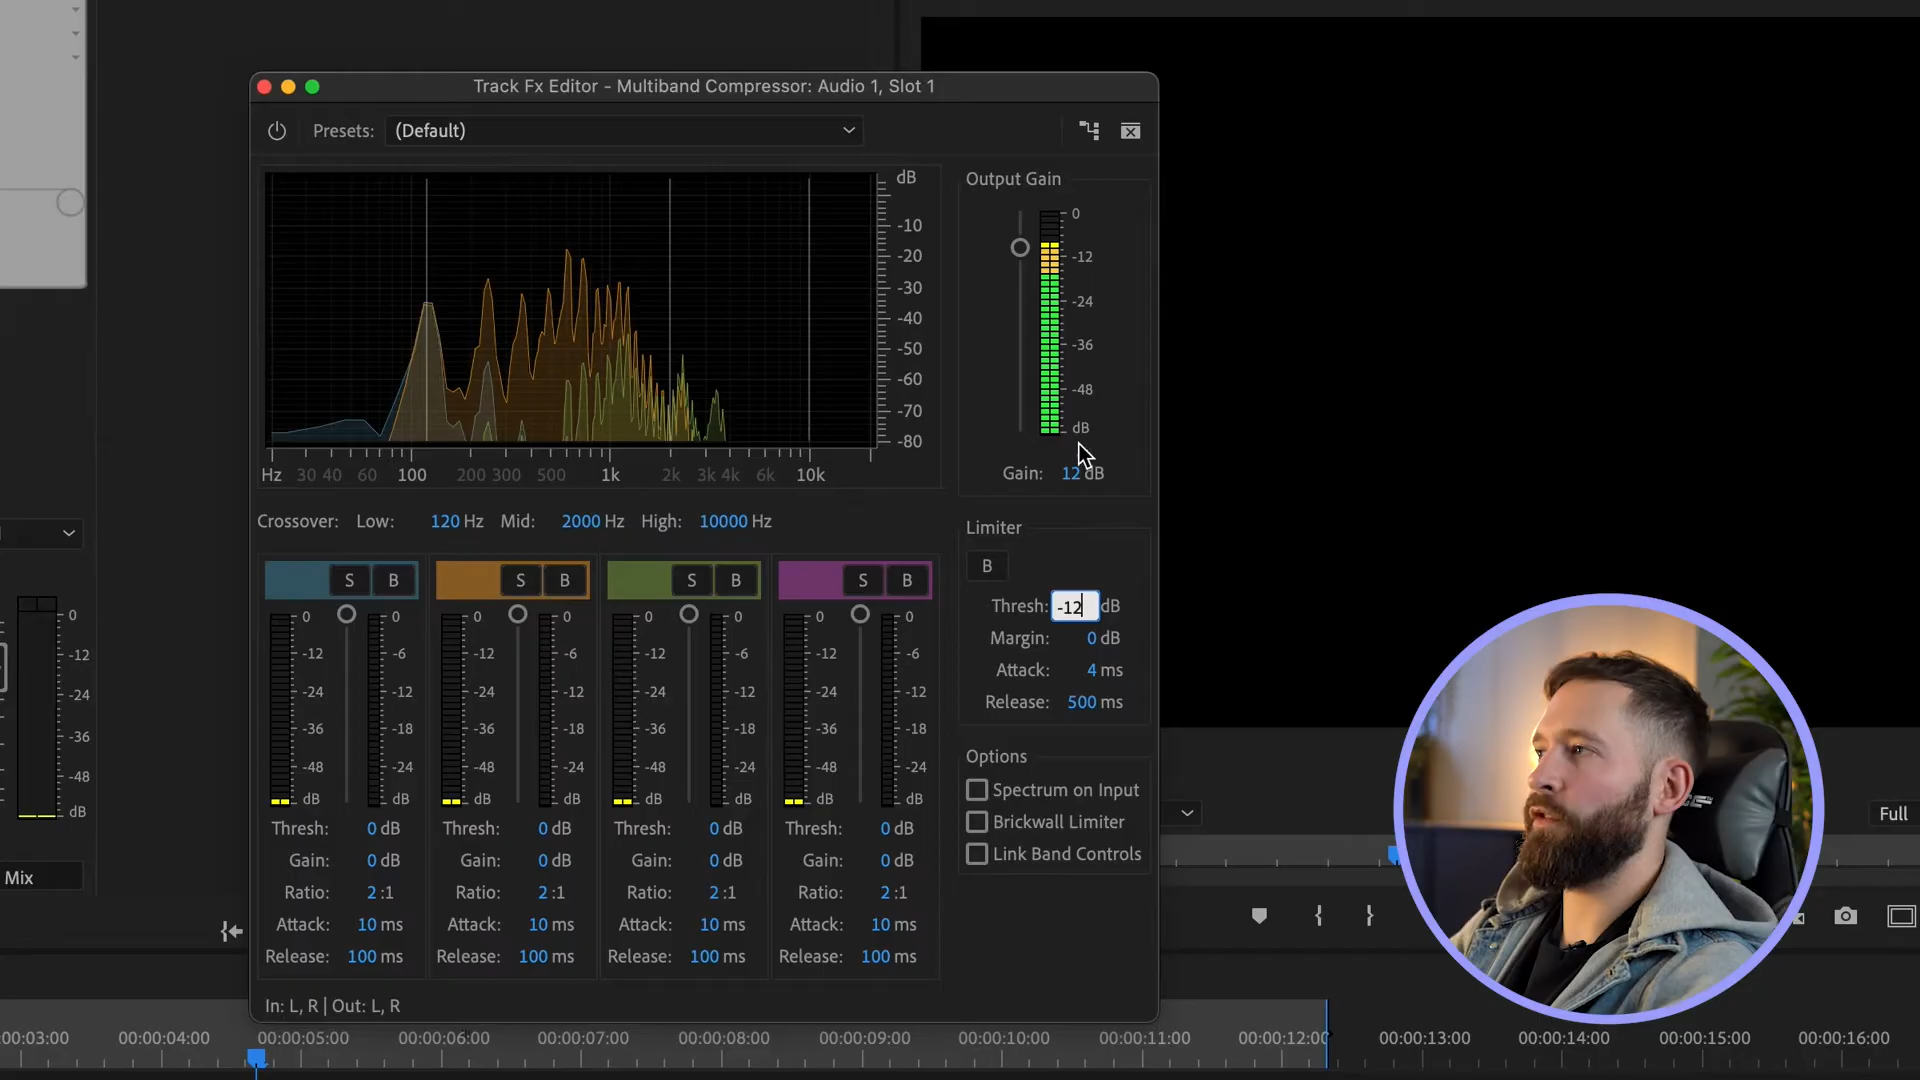 Track Fx Editor - Multiband Compressor: Audio 1, Slot 1
Presets: (Default)
dB
-10
-20
-30
-40
-50
-60
-70
-80
Hz 30 40 60 100 200 300 500 1k 2k 3k 4k 6k 10k
Output Gain
0
-12
-24
-36
-48
dB
Gain: 12 dB
Crossover: Low: 120 Hz Mid: 2000 Hz High: 10000 Hz
S B S B S B S B
0 0 0 0 0 0 0 0
-12 -6 -12 -6 -12 -6 -12 -6
-24 -12 -24 -12 -24 -12 -24 -12
-36 -18 -36 -18 -36 -18 -36 -18
-48 -24 -48 -24 -48 -24 -48 -24
dB dB dB dB dB dB dB dB
Thresh: 0 dB Thresh: 0 dB Thresh: 0 dB Thresh: 0 dB
Gain: 0 dB Gain: 0 dB Gain: 0 dB Gain: 0 dB
Ratio: 2 :1 Ratio: 2 :1 Ratio: 2 :1 Ratio: 2 :1
Attack: 10 ms Attack: 10 ms Attack: 10 ms Attack: 10 ms
Release: 100 ms Release: 100 ms Release: 100 ms Release: 100 ms
Limiter
B
Thresh: -12 dB
Margin: 0 dB
Attack: 4 ms
Release: 500 ms
Options
Spectrum on Input
Brickwall Limiter
Link Band Controls
In: L, R | Out: L, R
0
-12
-24
-36
-48
dB
Mix
Full
:00:03:00 00:00:04:00 00:00:05:00 00:00:06:00 00:00:07:00 00:00:08:00 00:00:09:00 00:00:10:00 00:00:11:00 00:00:12:00 00:00:13:00 00:00:14:00 00:00:15:00 00:00:16:00